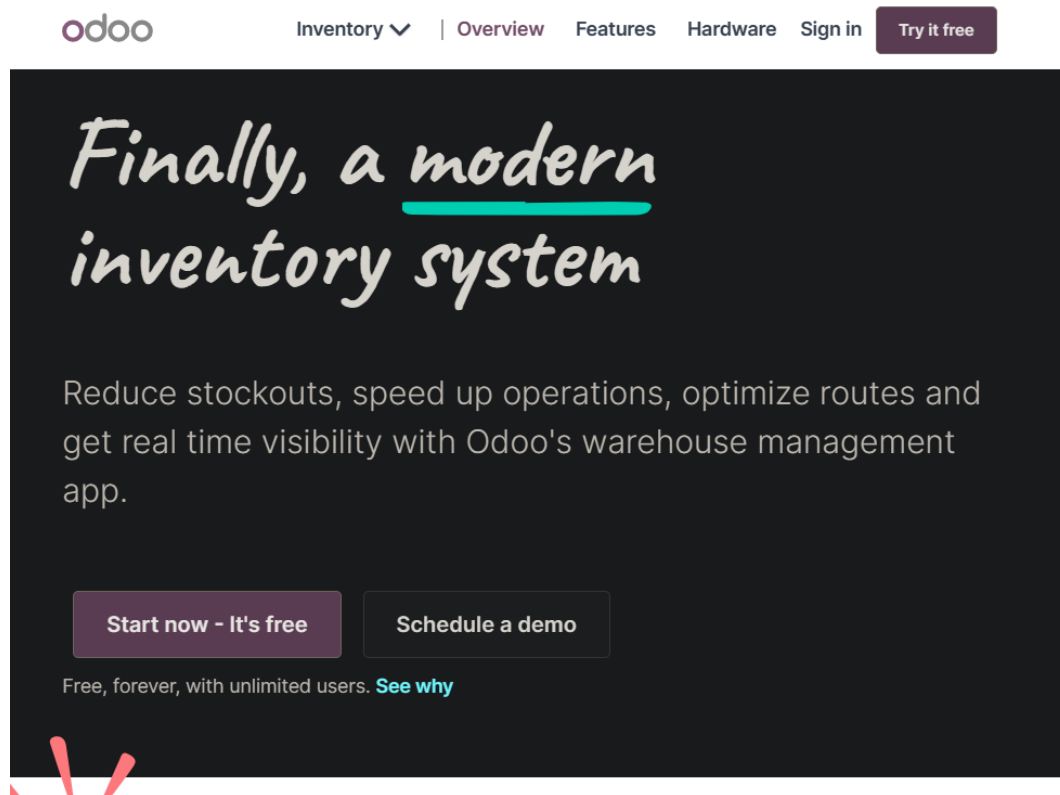 odoo Inventory | Overview Features Hardware Sign in Try it free
Finally, a modern
inventory system
Reduce stockouts, speed up operations, optimize routes and
get real time visibility with Odoo's warehouse management
app.
Start now - It's free Schedule a demo
Free, forever, with unlimited users. See why